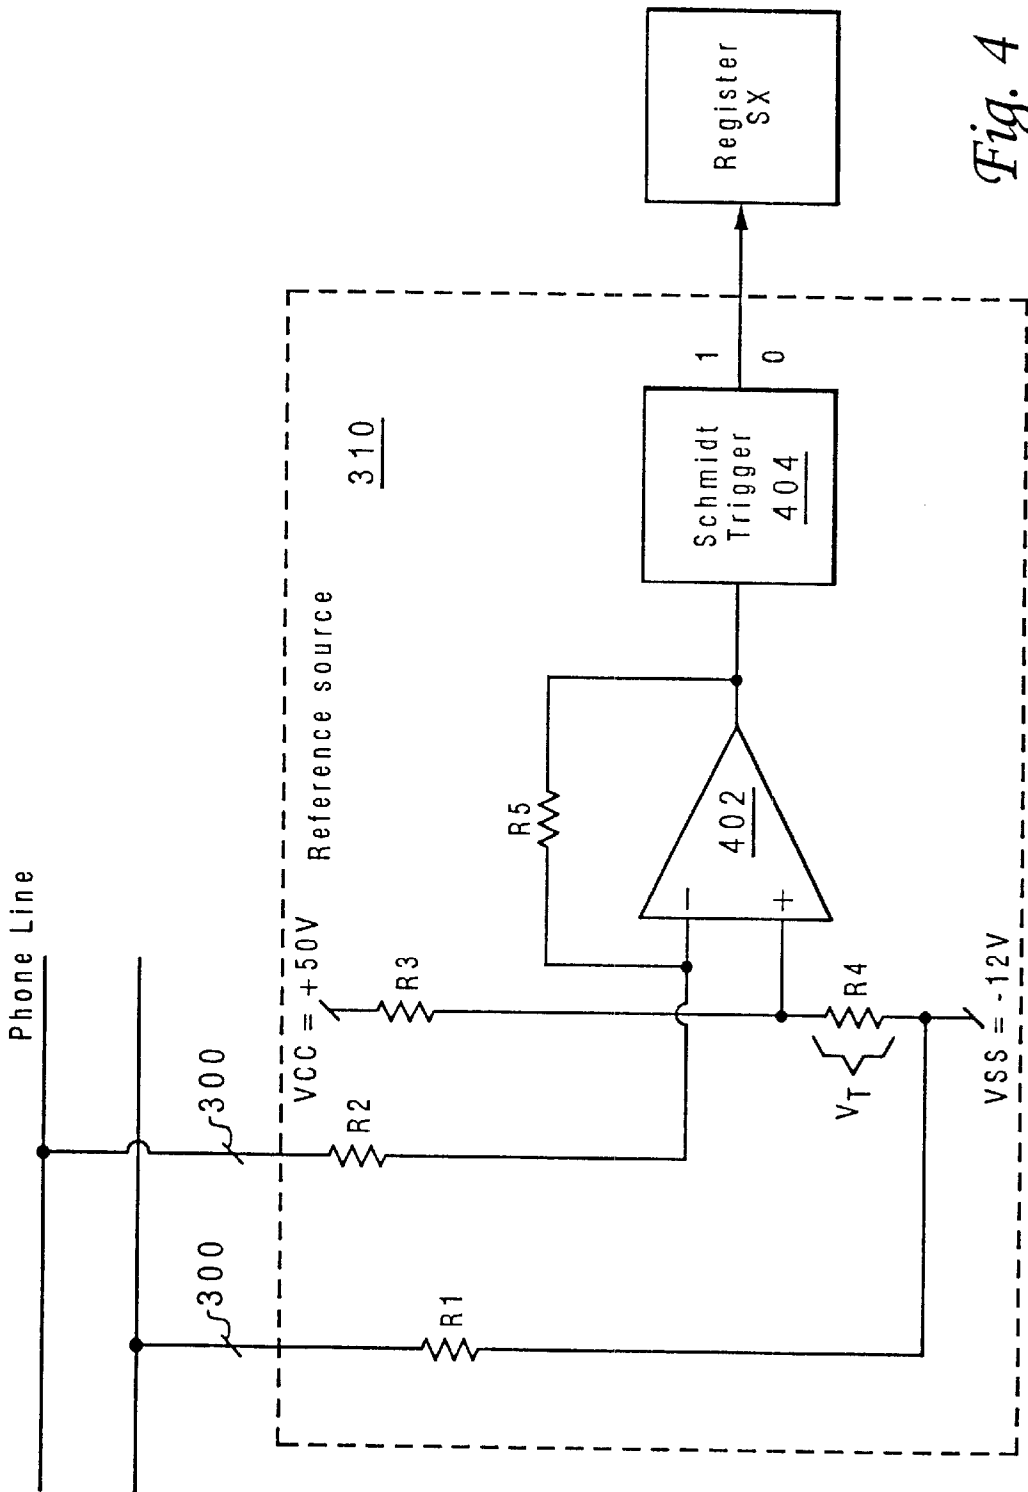 Phone Line
300
300
VCC = +50V
Reference source
310
R1
R2
R3
R4
VT
VSS = -12V
R5
-
+
402
Schmidt
Trigger
404
1
0
Register
SX
Fig. 4